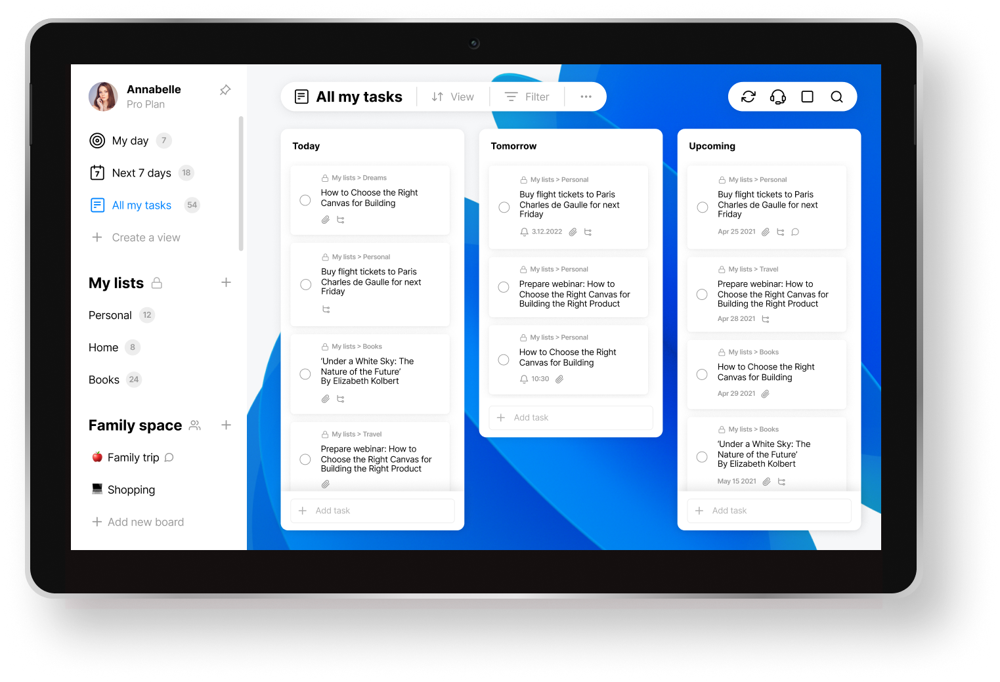 Annabelle
Pro Plan
My day 7
7 Next 7 days 18
All my tasks 54
Create a view
My lists
Personal 12
Home 8
Books 24
Family space
Family trip
Shopping
Add new board
All my tasks
View
Filter
Today
My lists > Dreams
How to Choose the Right
Canvas for Building
My lists > Personal
Buy flight tickets to Paris
Charles de Gaulle for next
Friday
My lists > Books
‘Under a White Sky: The
Nature of the Future’
By Elizabeth Kolbert
My lists > Travel
Prepare webinar: How to
Choose the Right Canvas for
Building the Right Product
Add task
Tomorrow
My lists > Personal
Buy flight tickets to Paris
Charles de Gaulle for next
Friday
3.12.2022
My lists > Personal
Prepare webinar: How to
Choose the Right Canvas for
Building the Right Product
My lists > Personal
How to Choose the Right
Canvas for Building
10:30
Add task
Upcoming
My lists > Personal
Buy flight tickets to Paris
Charles de Gaulle for next
Friday
Apr 25 2021
My lists > Travel
Prepare webinar: How to
Choose the Right Canvas for
Building the Right Product
Apr 28 2021
My lists > Books
How to Choose the Right
Canvas for Building
Apr 29 2021
My lists > Books
‘Under a White Sky: The
Nature of the Future’
By Elizabeth Kolbert
May 15 2021
Add task